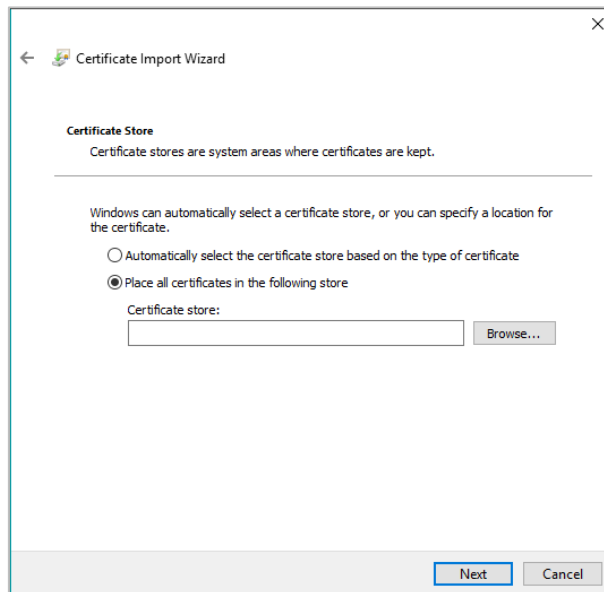 Certificate Import Wizard
Certificate Store
Certificate stores are system areas where certificates are kept.
Windows can automatically select a certificate store, or you can specify a location for
the certificate.
Automatically select the certificate store based on the type of certificate
Place all certificates in the following store
Certificate store:
Browse...
Next
Cancel